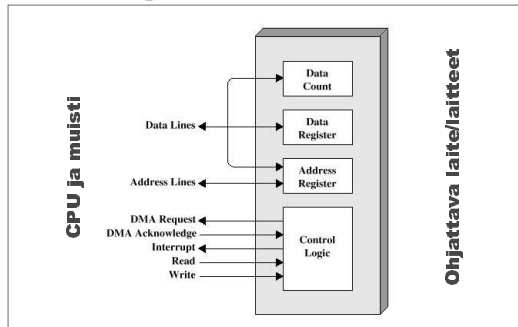 CPU ja muisti
Data
Count
Data Lines
Data
Register
Address
Register
Address Lines
DMA Request
DMA Acknowledge
Interrupt
Read
Write
Control
Logic
Ohjattava laite/laitteet